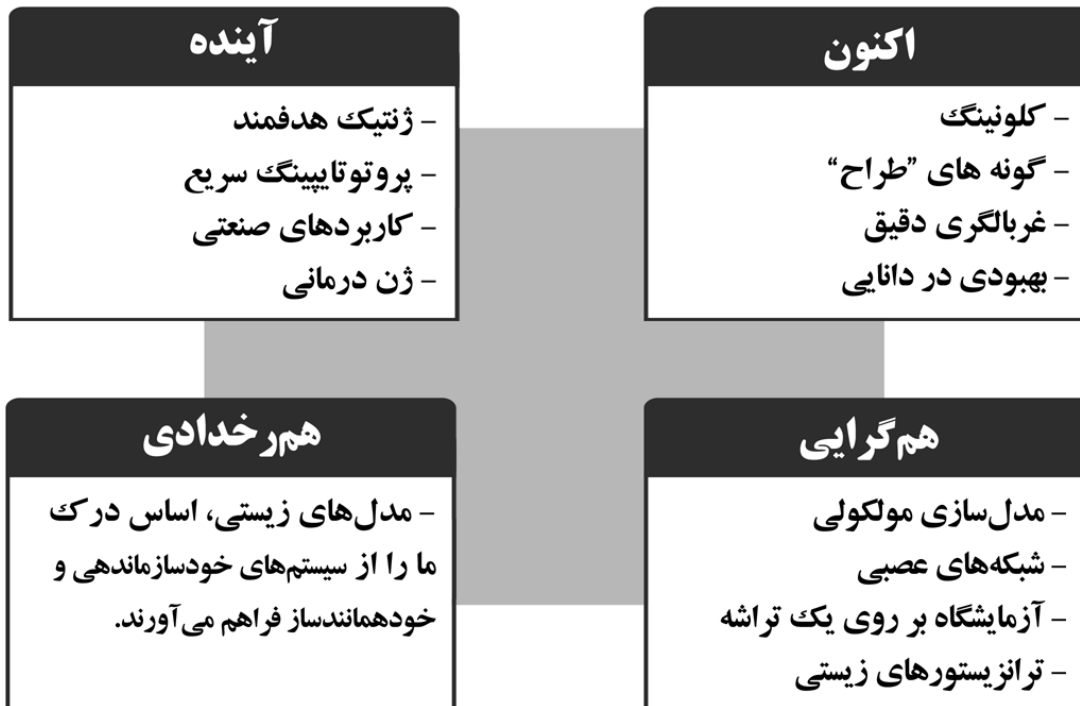 اکنون
- کلونینگ
- گونه های "طراح"
- غربالگری دقیق
- بهبودی در دانایی
آینده
- ژنتیک هدفمند
- پروتوتایپینگ سریع
- کاربردهای صنعتی
- ژن درمانی
هم‌گرایی
- مدل‌سازی مولکولی
- شبکه‌های عصبی
- آزمایشگاه بر روی یک تراشه
- ترانزیستورهای زیستی
هم‌رخدادی
- مدل‌های زیستی، اساس درک
ما را از سیستم‌های خودسازماندهی و
خودهمانندساز فراهم می‌آورند.